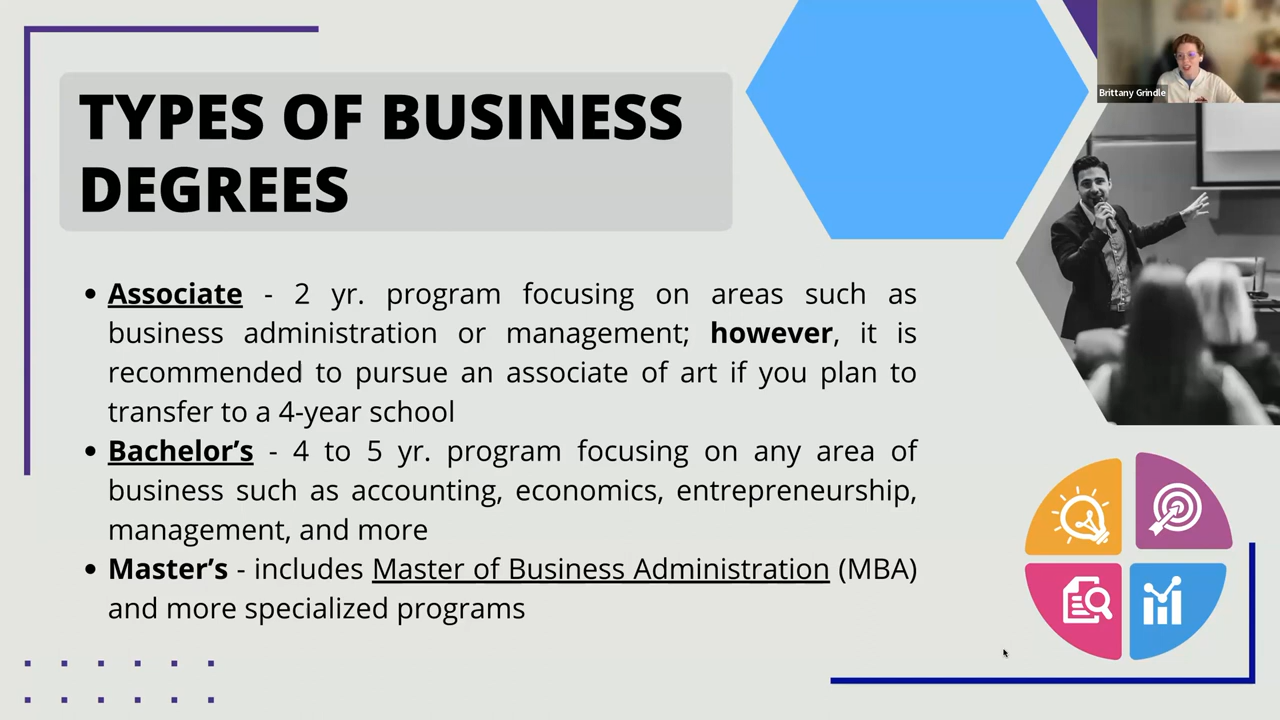 TYPES OF BUSINESS
DEGREES
Brittany Grindle
• Associate - 2 yr. program focusing on areas such as
business administration or management; however, it is
recommended to pursue an associate of art if you plan to
transfer to a 4-year school
• Bachelor’s - 4 to 5 yr. program focusing on any area of
business such as accounting, economics, entrepreneurship,
management, and more
• Master’s - includes Master of Business Administration (MBA)
and more specialized programs